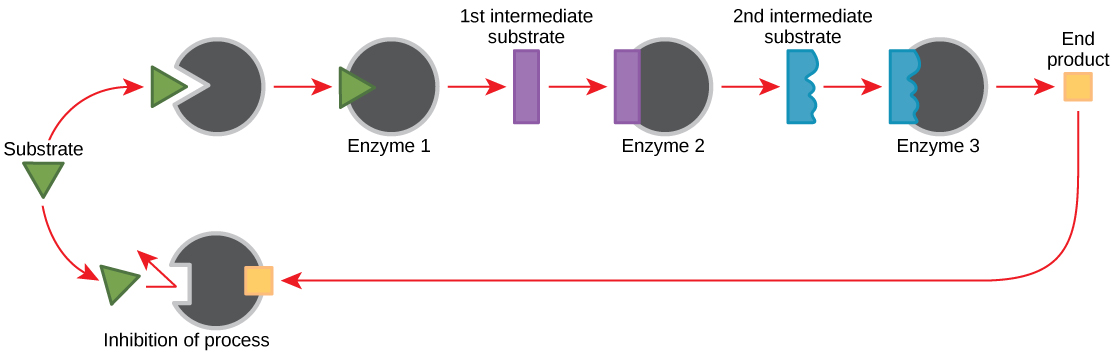 1st intermediate
substrate
2nd intermediate
substrate
End
product
Substrate
Enzyme 1
Enzyme 2
Enzyme 3
Inhibition of process